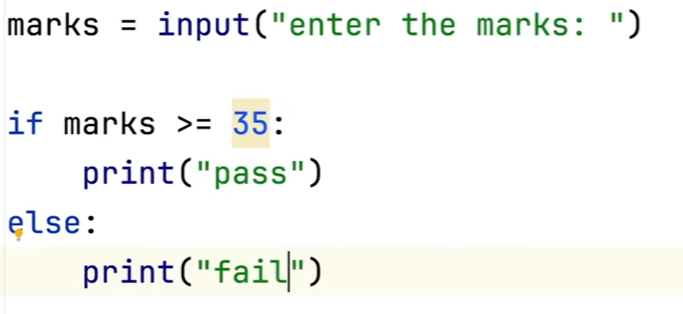 marks = input("enter the marks: ")
if marks >= 35:
    print("pass")
else:
    print("fail")